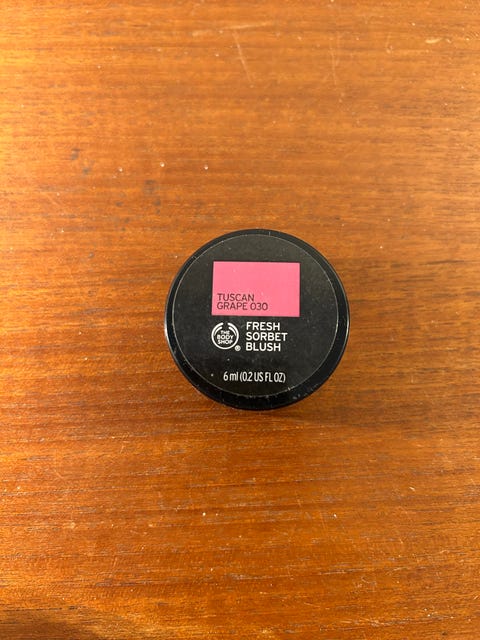 TUSCAN
GRAPE 030
THE
BODY
SHOP
®
FRESH
SORBET
BLUSH
6 ml (0.2 US FL OZ)